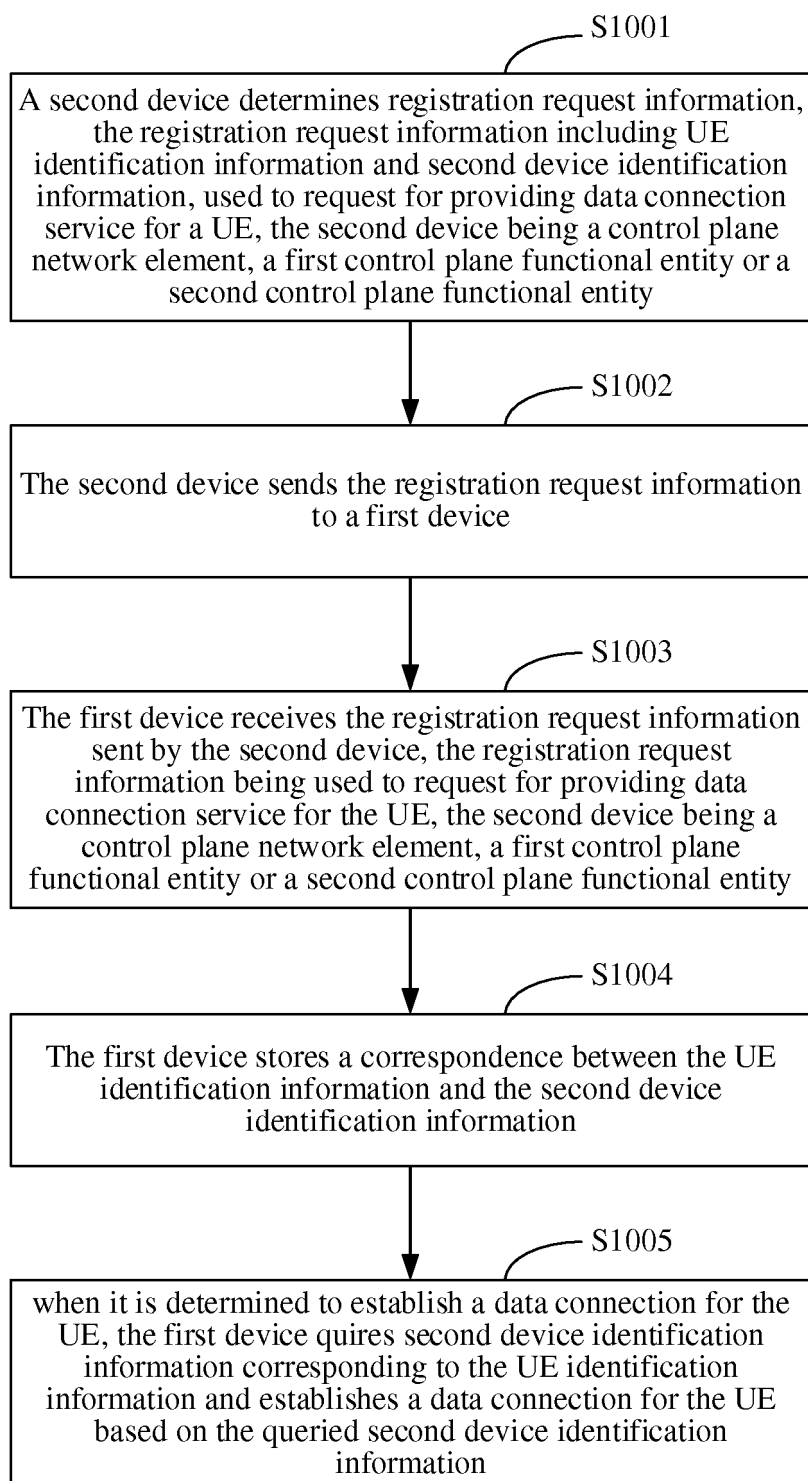 S1001
A second device determines registration request information,
the registration request information including UE
identification information and second device identification
information, used to request for providing data connection
service for a UE, the second device being a control plane
network element, a first control plane functional entity or a
second control plane functional entity
S1002
The second device sends the registration request information
to a first device
S1003
The first device receives the registration request information
sent by the second device, the registration request
information being used to request for providing data
connection service for the UE, the second device being a
control plane network element, a first control plane
functional entity or a second control plane functional entity
S1004
The first device stores a correspondence between the UE
identification information and the second device
identification information
S1005
when it is determined to establish a data connection for the
UE, the first device quires second device identification
information corresponding to the UE identification
information and establishes a data connection for the UE
based on the queried second device identification
information